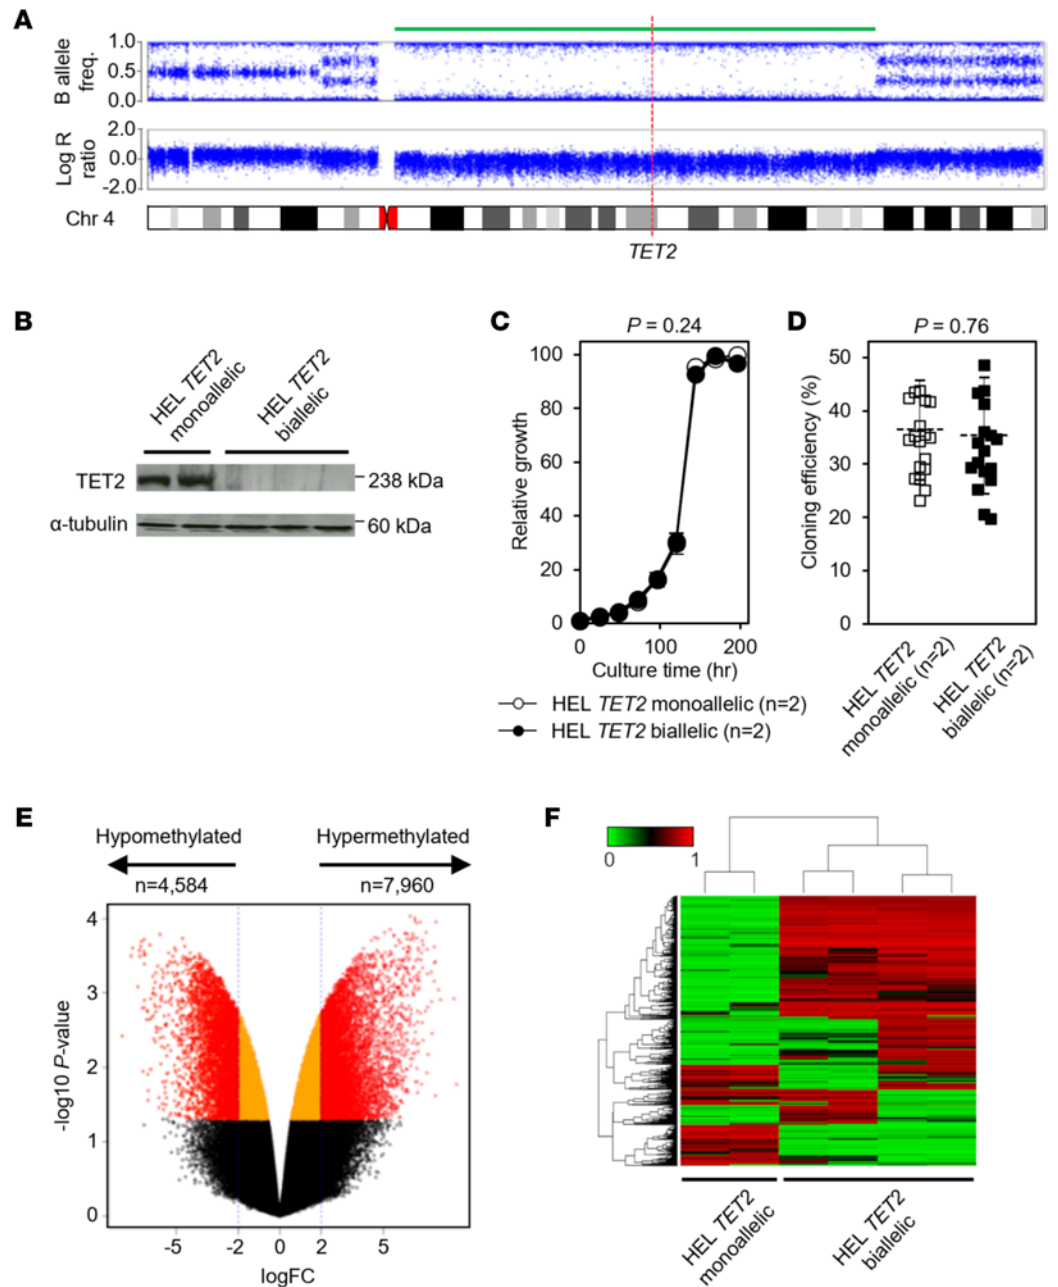 A
B allele
freq.
1.0
0.5
0.0
Log R
ratio
2.0
0.0
-2.0
Chr 4
TET2
B
HEL TET2
monoallelic
HEL TET2
biallelic
TET2
238 kDa
α-tubulin
60 kDa
C
P = 0.24
Relative growth
100
80
60
40
20
0
0
100
200
Culture time (hr)
HEL TET2 monoallelic (n=2)
HEL TET2 biallelic (n=2)
D
P = 0.76
Cloning efficiency (%)
50
40
30
20
10
0
HEL TET2
monoallelic (n=2)
HEL TET2
biallelic (n=2)
E
Hypomethylated
n=4,584
Hypermethylated
n=7,960
-log10 P-value
4
3
2
1
0
-5
-2
0
2
5
logFC
F
0
1
HEL TET2
monoallelic
HEL TET2
biallelic